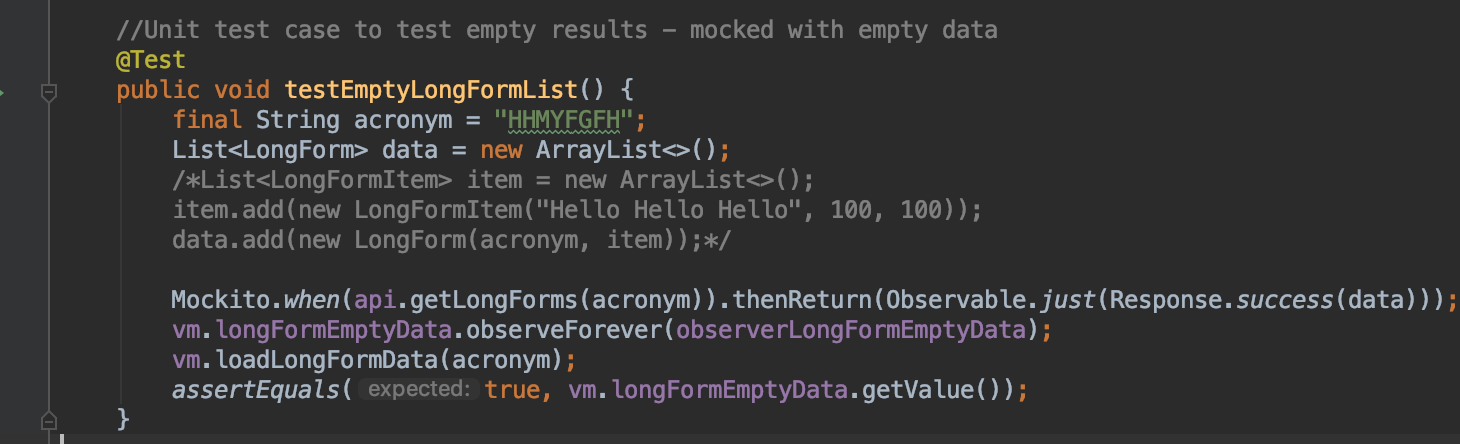 //Unit test case to test empty results – mocked with empty data
@Test
public void testEmptyLongFormList() {
final String acronym = "HHMYFGFH";
List<LongForm> data = new ArrayList<>();
/*List<LongFormItem> item = new ArrayList<>();
item.add(new LongFormItem("Hello Hello Hello", 100, 100));
data.add(new LongForm(acronym, item));*/
Mockito.when(api.getLongForms(acronym)).thenReturn(Observable.just(Response.success(data)));
vm.longFormEmptyData.observeForever(observerLongFormEmptyData);
vm.loadLongFormData(acronym);
assertEquals( expected: true, vm.longFormEmptyData.getValue());
}